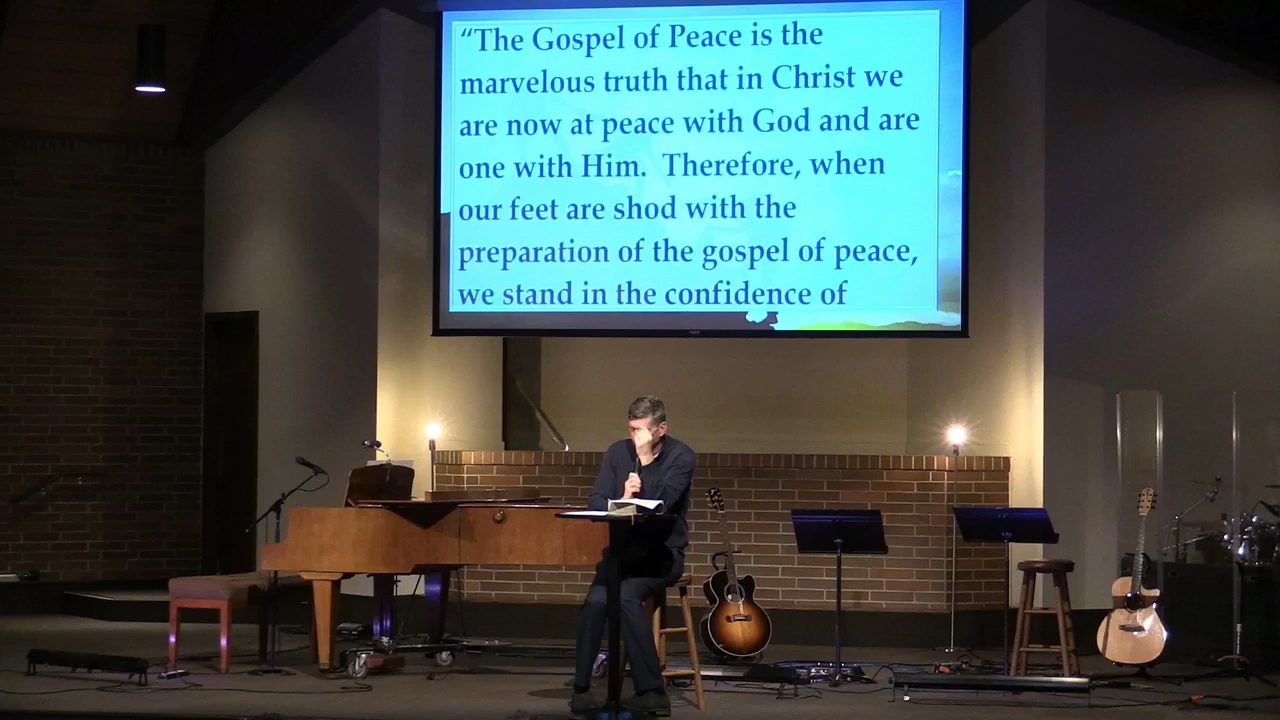 “The Gospel of Peace is the
marvelous truth that in Christ we
are now at peace with God and are
one with Him.  Therefore, when
our feet are shod with the
preparation of the gospel of peace,
we stand in the confidence of